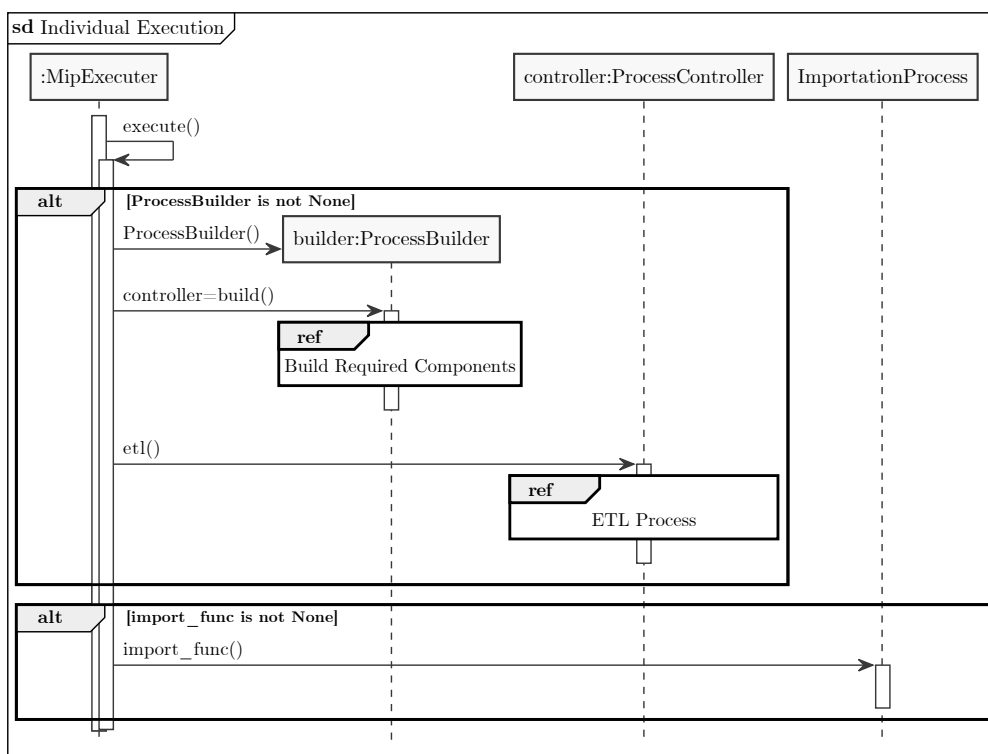 sd Individual Execution
:MipExecuter
controller:ProcessController
ImportationProcess
execute()
alt
[ProcessBuilder is not None]
ProcessBuilder()
builder:ProcessBuilder
controller=build()
ref
Build Required Components
etl()
ref
ETL Process
alt
[import_func is not None]
import_func()